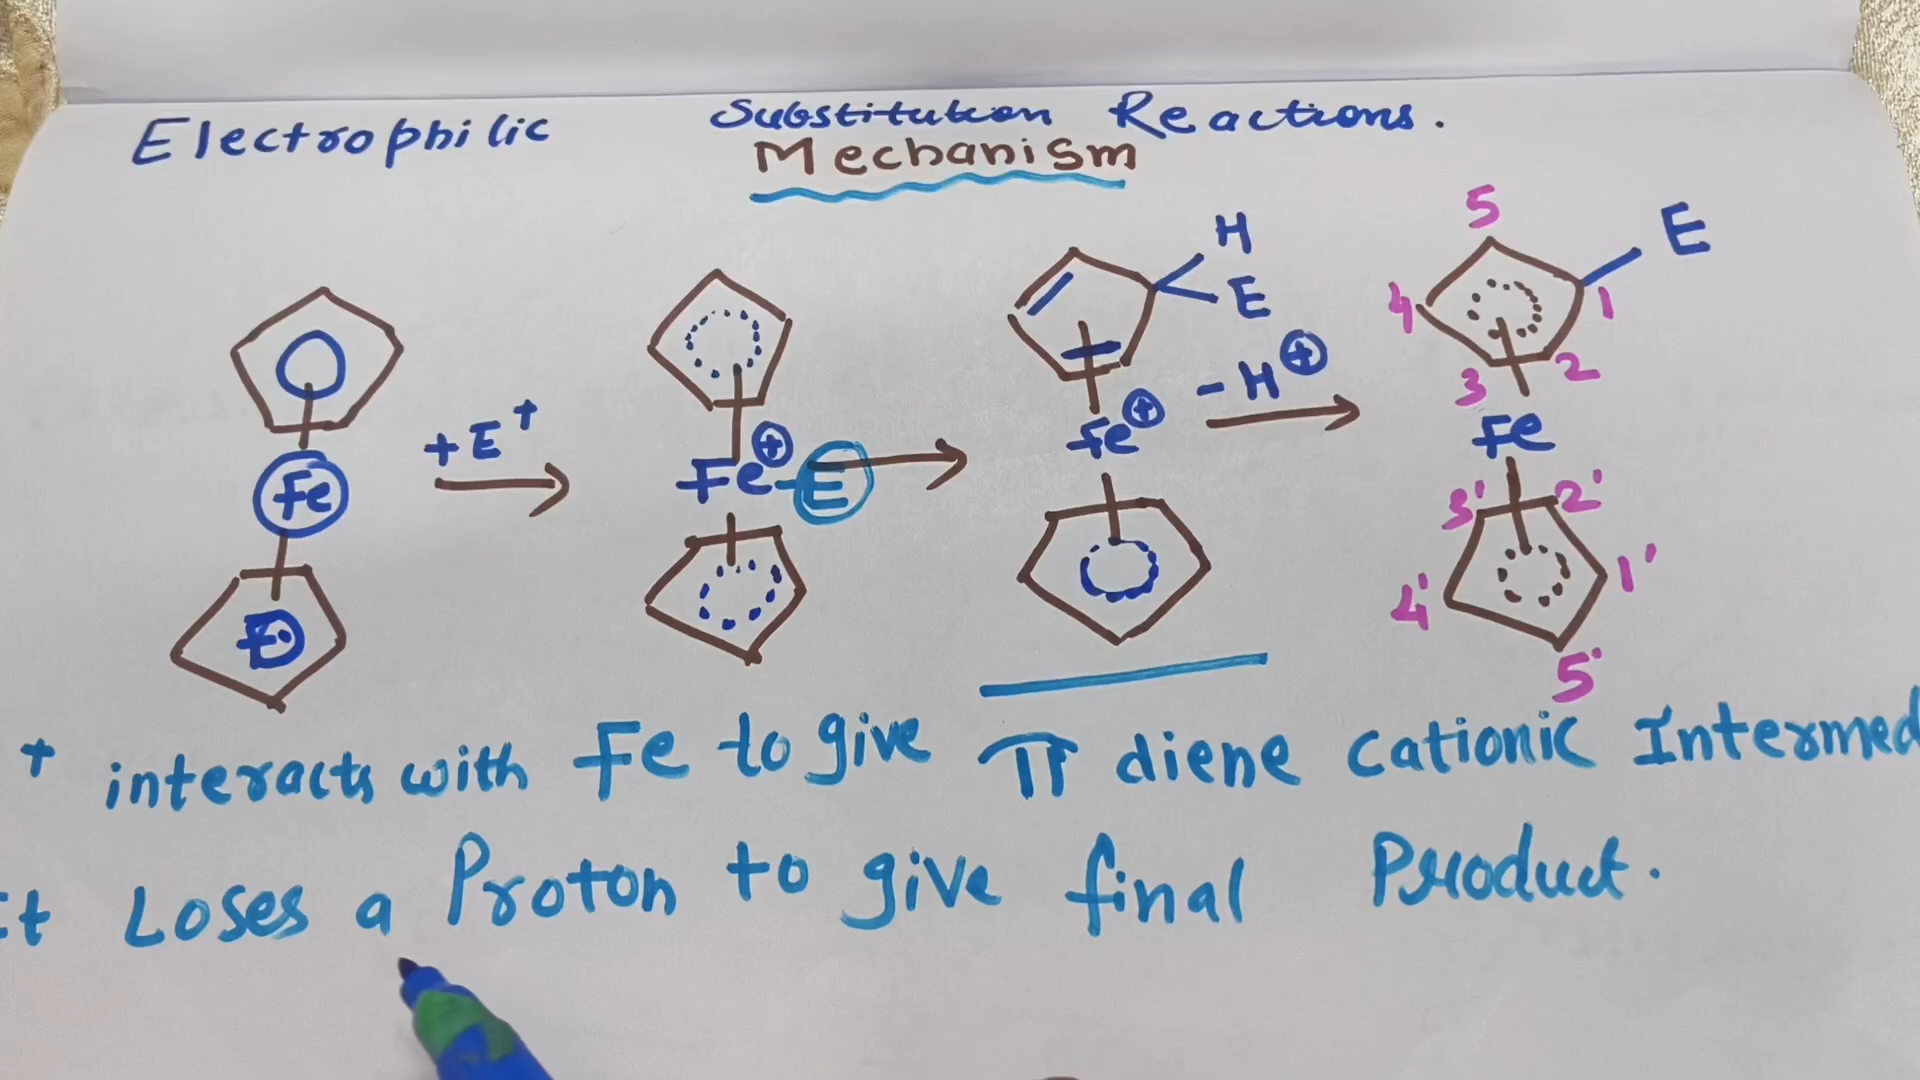 Electrophilic Substitution Reactions.
Mechanism
+E+
Fe
Fe⊕-E
H
E
Fe⊕
-H⊕
E
5
4
1
3
2
Fe
3'
2'
4'
1'
5'
+ interacts with Fe to give π diene cationic Intermed
It Loses a Proton to give final Product.